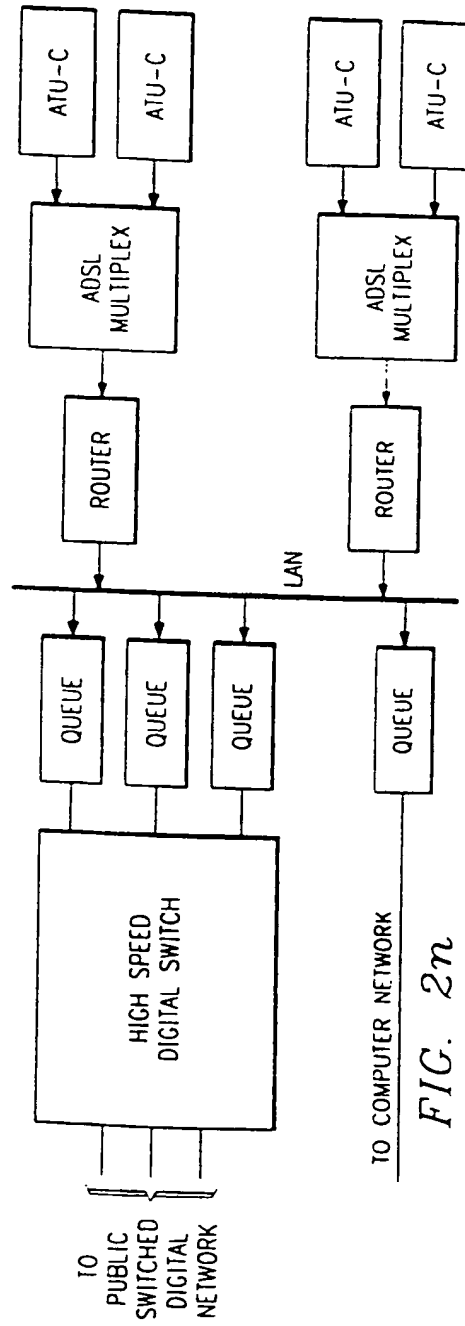 TO
PUBLIC
SWITCHED
DIGITAL
NETWORK
HIGH SPEED
DIGITAL SWITCH
QUEUE
QUEUE
QUEUE
ROUTER
ADSL
MULTIPLEX
ATU-C
ATU-C
LAN
TO COMPUTER NETWORK
QUEUE
ROUTER
ADSL
MULTIPLEX
ATU-C
ATU-C
FIG. 2n